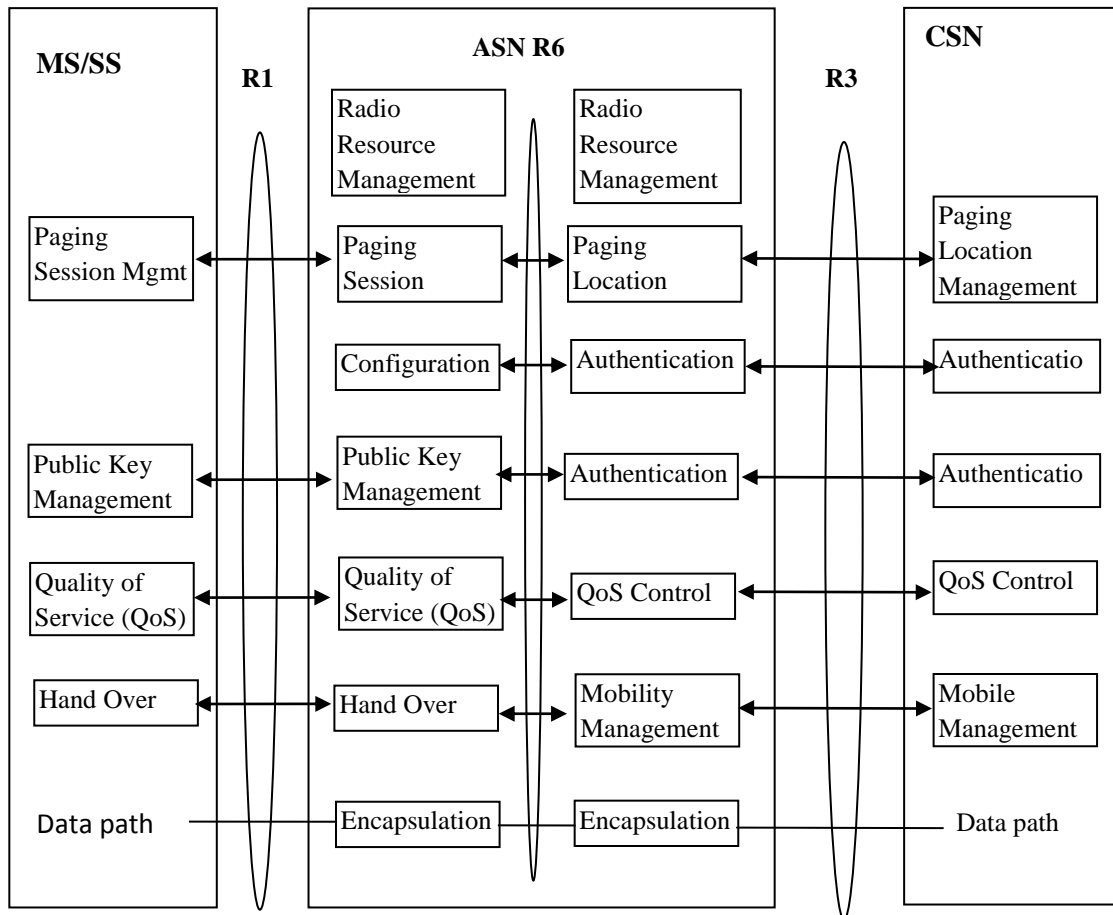 MS/SS
R1
ASN R6
R3
CSN
Radio
Resource
Management
Radio
Resource
Management
Paging
Session Mgmt
Paging
Session
Paging
Location
Paging
Location
Management
Configuration
Authentication
Authenticatio
Public Key
Management
Public Key
Management
Authentication
Authenticatio
Quality of
Service (QoS)
Quality of
Service (QoS)
QoS Control
QoS Control
Hand Over
Hand Over
Mobility
Management
Mobile
Management
Data path
Encapsulation
Encapsulation
Data path